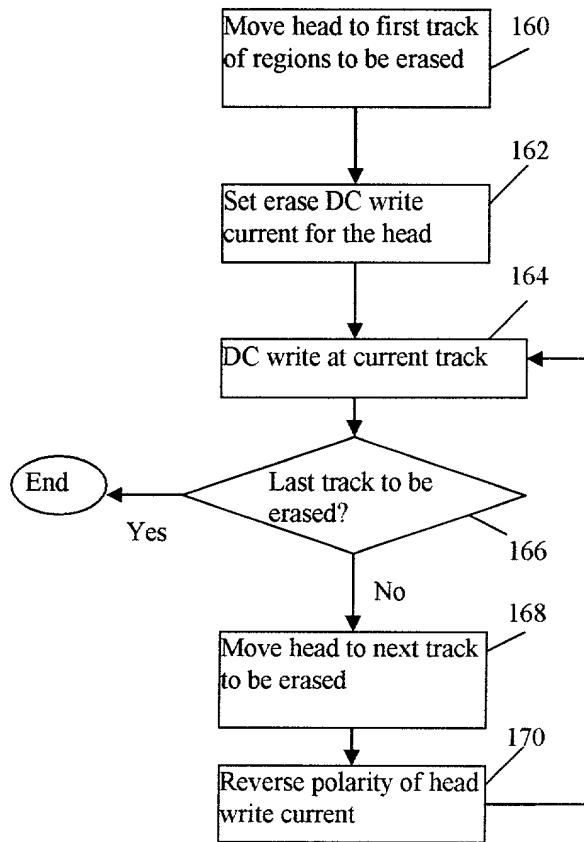 Move head to first track
of regions to be erased
160
162
Set erase DC write
current for the head
164
DC write at current track
End
Last track to be
erased?
Yes
166
No
168
Move head to next track
to be erased
170
Reverse polarity of head
write current